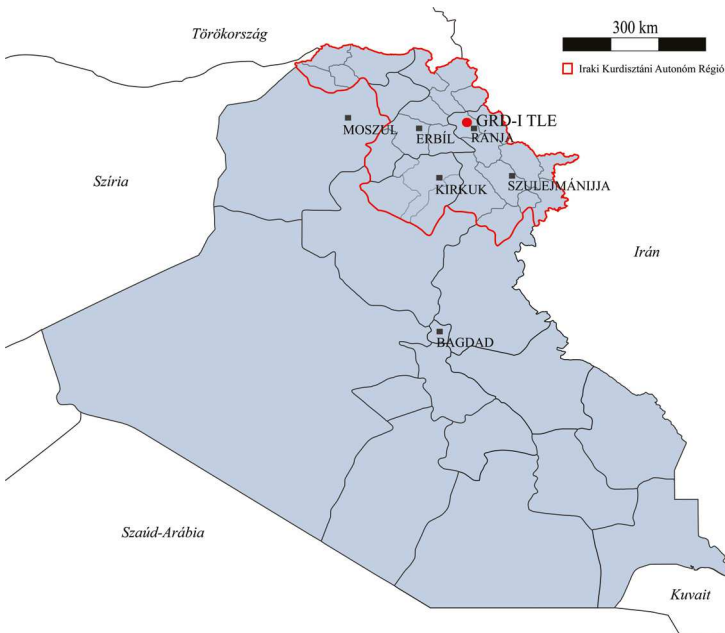 Törökország
300 km
Iraki Kurdisztáni Autonóm Régió
GRD-I TLE
MOSZUL
ERBÍL
RÁNJA
Szíria
KIRKUK
SZULEJMÁNIJJA
Irán
BAGDAD
Szaúd-Arábia
Kuvait